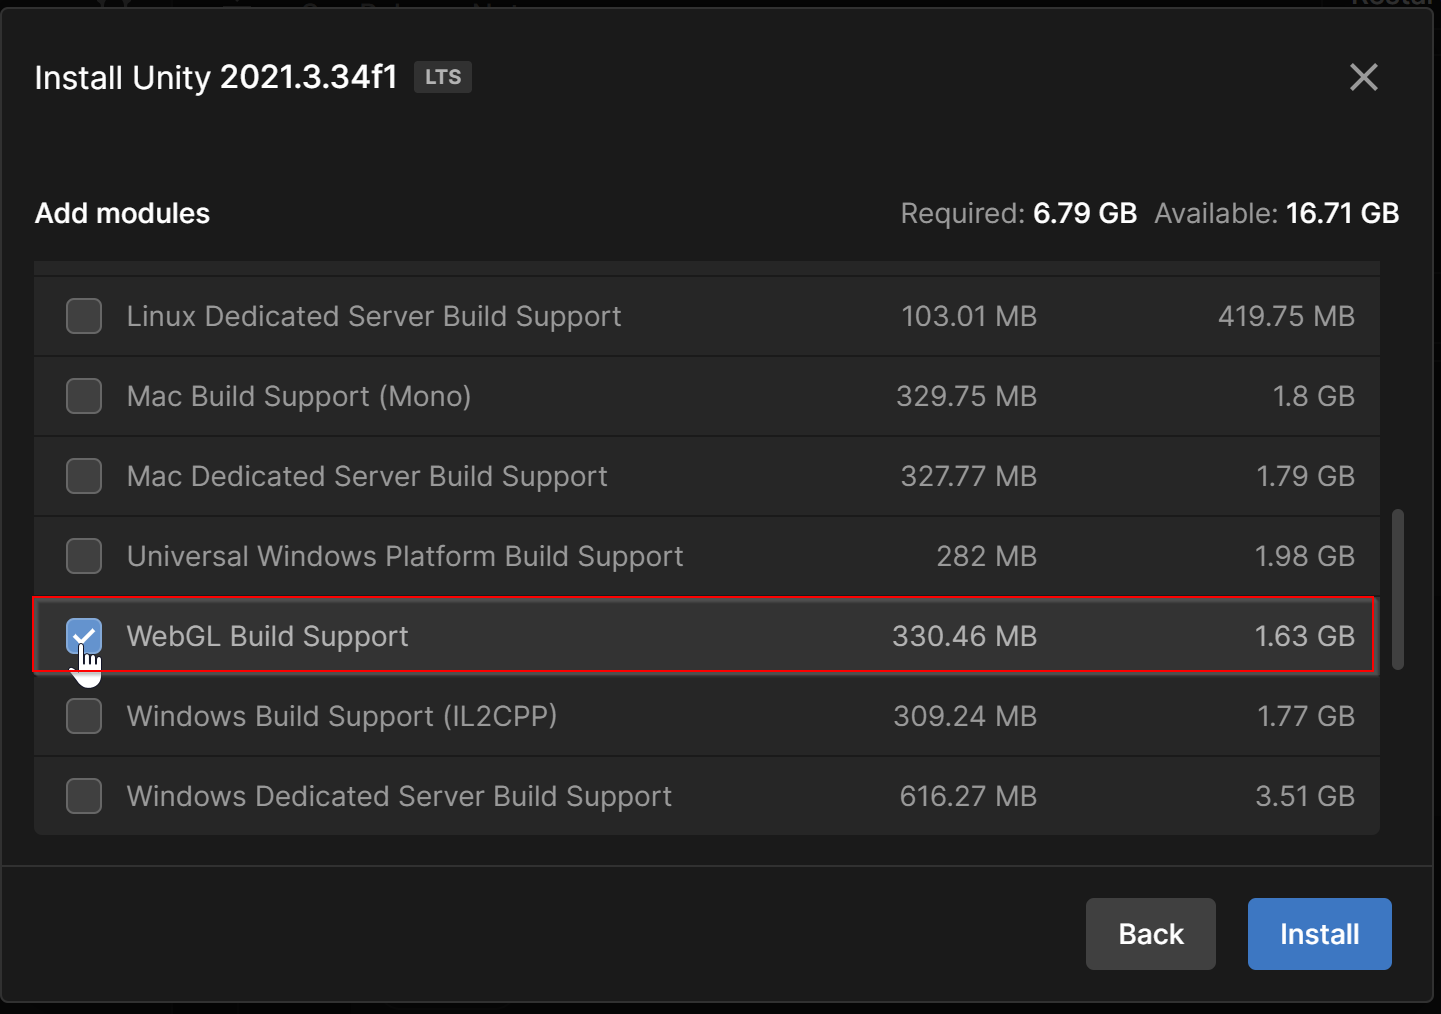 Install Unity 2021.3.34f1 LTS
Add modules Required: 6.79 GB Available: 16.71 GB
Linux Dedicated Server Build Support 103.01 MB 419.75 MB
Mac Build Support (Mono) 329.75 MB 1.8 GB
Mac Dedicated Server Build Support 327.77 MB 1.79 GB
Universal Windows Platform Build Support 282 MB 1.98 GB
WebGL Build Support 330.46 MB 1.63 GB
Windows Build Support (IL2CPP) 309.24 MB 1.77 GB
Windows Dedicated Server Build Support 616.27 MB 3.51 GB
Back Install